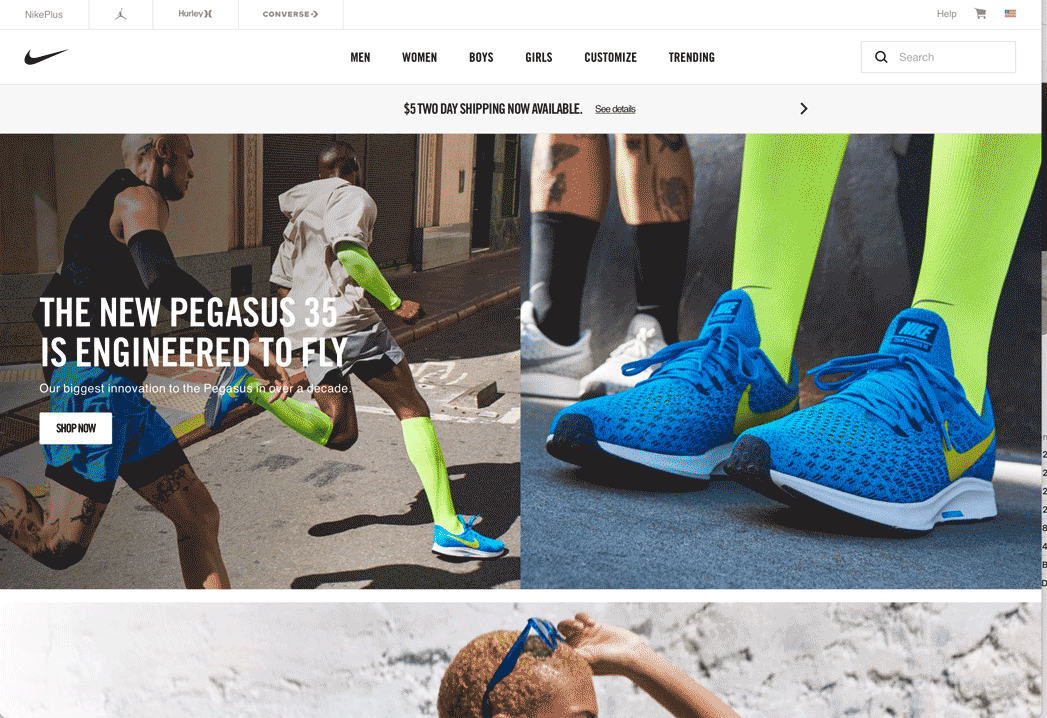 NikePlus
Hurley
CONVERSE
Help
MEN WOMEN BOYS GIRLS CUSTOMIZE TRENDING
Search
$5 TWO DAY SHIPPING NOW AVAILABLE. See details
THE NEW PEGASUS 35
IS ENGINEERED TO FLY
Our biggest innovation to the Pegasus in over a decade.
SHOP NOW
NIKE
NIKE